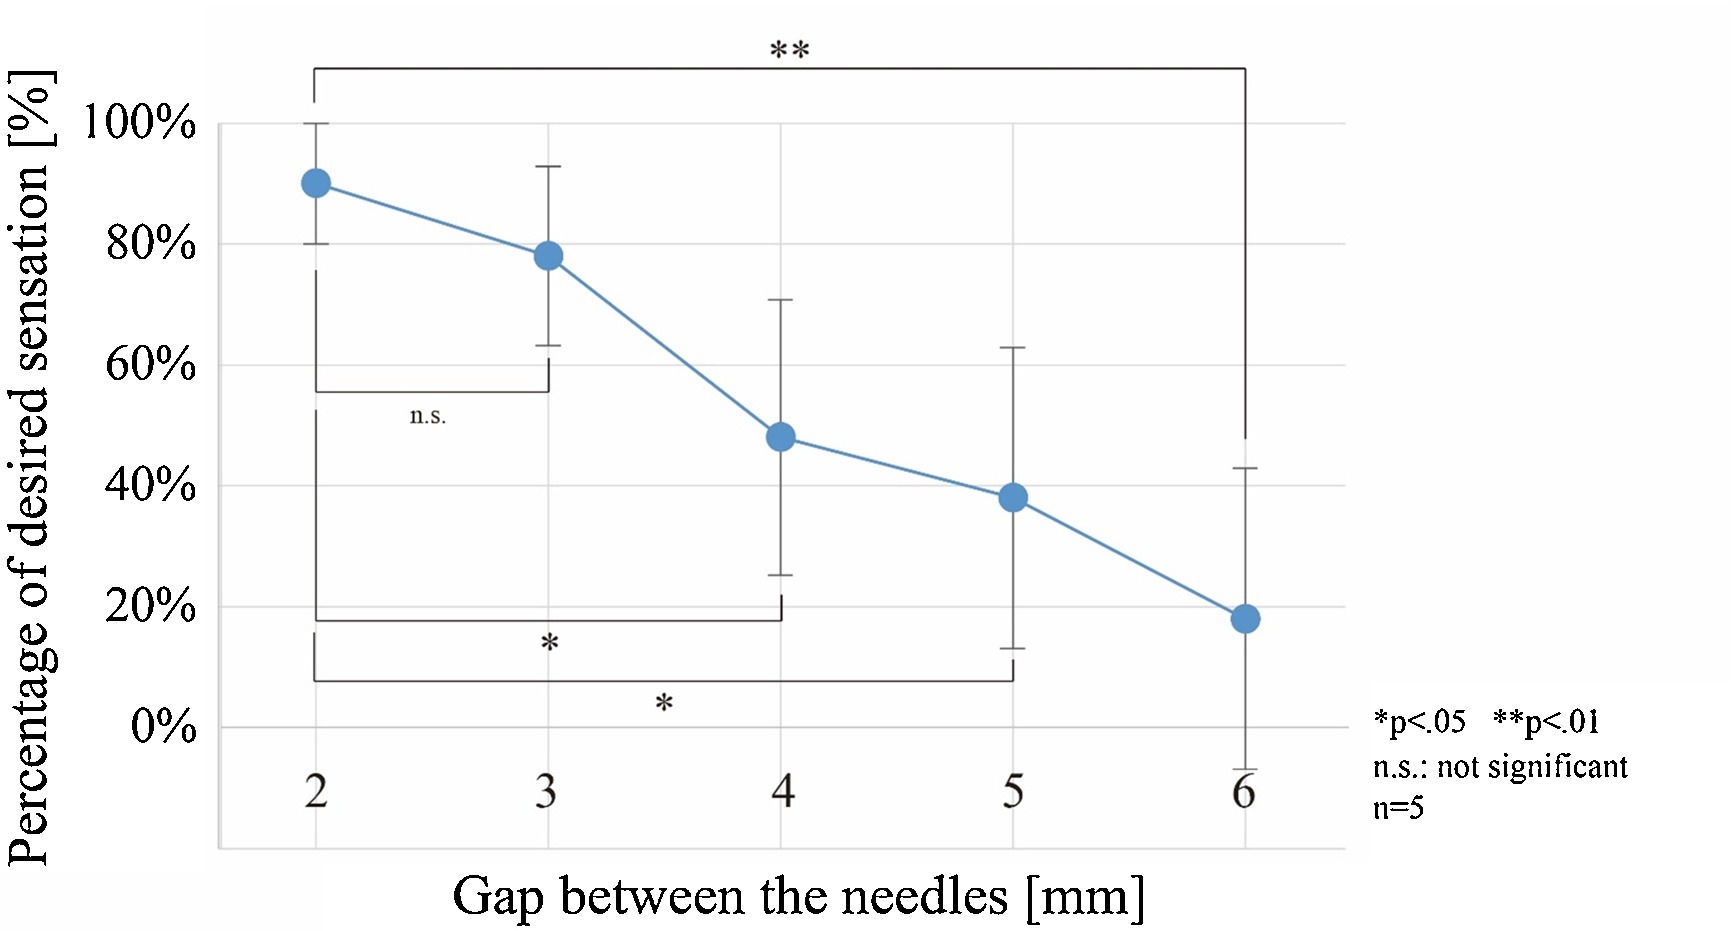 Percentage of desired sensation [%]
**
100%
80%
60%
40%
20%
0%
n.s.
*
*
2 3 4 5 6
Gap between the needles [mm]
*p<.05 **p<.01
n.s.: not significant
n=5